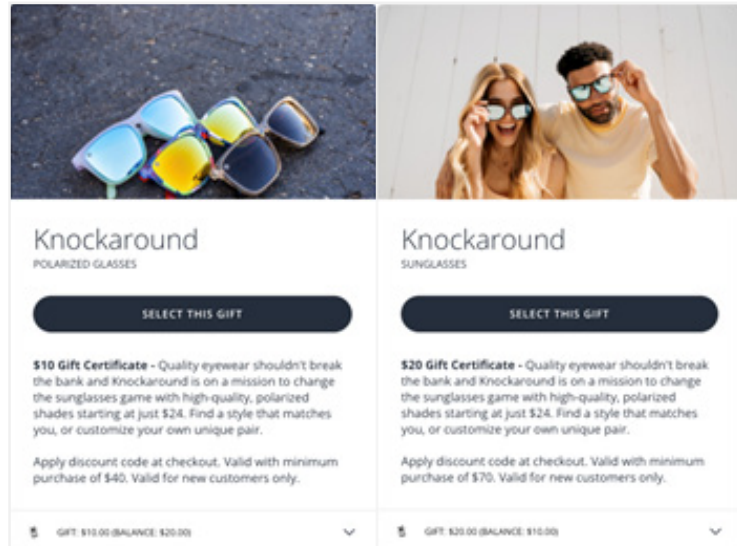 Knockaround
POLARIZED GLASSES
SELECT THIS GIFT
$10 Gift Certificate - Quality eyewear shouldn't break
the bank and Knockaround is on a mission to change
the sunglasses game with high-quality, polarized
shades starting at just $24. Find a style that matches
you, or customize your own unique pair.
Apply discount code at checkout. Valid with minimum
purchase of $40. Valid for new customers only.
GIFT: $10.00 (BALANCE: $20.00)
Knockaround
SUNGLASSES
SELECT THIS GIFT
$20 Gift Certificate - Quality eyewear shouldn't break
the bank and Knockaround is on a mission to change
the sunglasses game with high-quality, polarized
shades starting at just $24. Find a style that matches
you, or customize your own unique pair.
Apply discount code at checkout. Valid with minimum
purchase of $70. Valid for new customers only.
GIFT: $20.00 (BALANCE: $10.00)